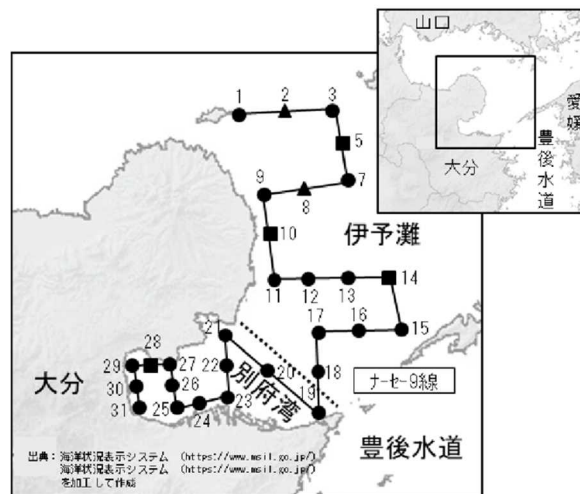 山口
愛媛
豊後水道
大分
1 2 3
5
7
8
9
10
伊予灘
11 12 13 14
15
16
17
18
19
20
21
22
23
24
25
26
27
28
29
30
31
大分
別府湾
ナーセー9線
豊後水道
出典:海洋状況表示システム (https://www.msil.go.jp/)
海洋状況表示システム (https://www.msil.go.jp/)
を加工して作成